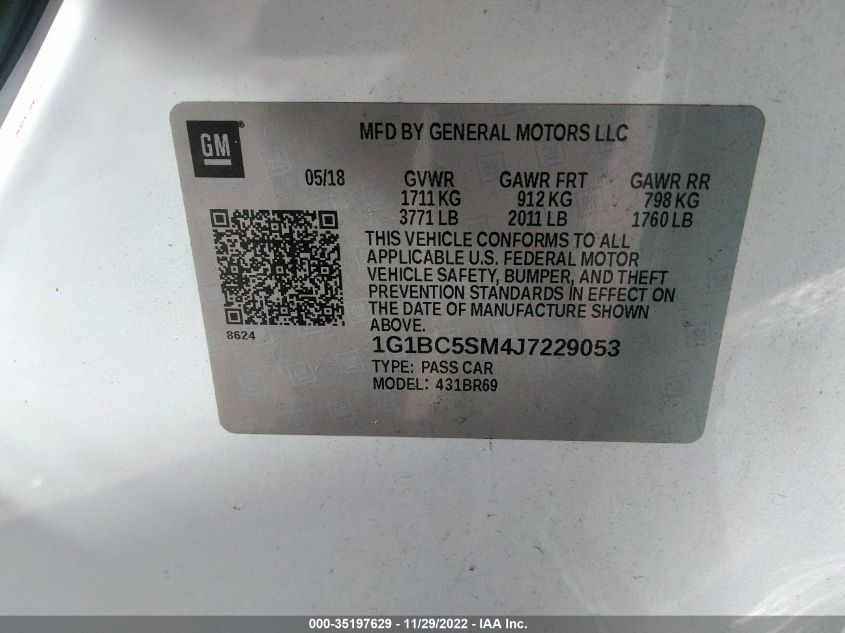 GM
MFD BY GENERAL MOTORS LLC
05/18 GVWR GAWR FRT GAWR RR
1711 KG 912 KG 798 KG
3771 LB 2011 LB 1760 LB
THIS VEHICLE CONFORMS TO ALL
APPLICABLE U.S. FEDERAL MOTOR
VEHICLE SAFETY, BUMPER, AND THEFT
PREVENTION STANDARDS IN EFFECT ON
THE DATE OF MANUFACTURE SHOWN
ABOVE.
8624
1G1BC5SM4J7229053
TYPE: PASS CAR
MODEL: 431BR69
000-35197629 - 11/29/2022 - IAA Inc.